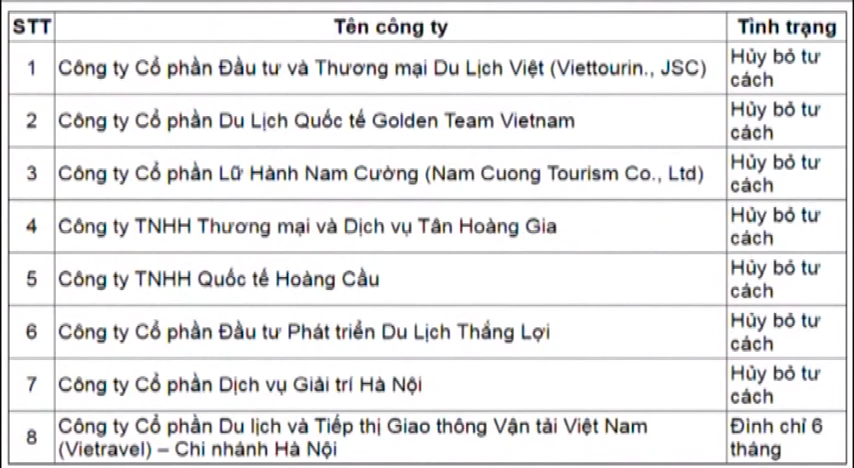 STT Tên công ty Tình trạng
1 Công ty Cổ phần Đầu tư và Thương mại Du Lịch Việt (Viettourin., JSC) Hủy bỏ tư
cách
2 Công ty Cổ phần Du Lịch Quốc tế Golden Team Vietnam Hủy bỏ tư
cách
3 Công ty Cổ phần Lữ Hành Nam Cường (Nam Cuong Tourism Co., Ltd) Hủy bỏ tư
cách
4 Công ty TNHH Thương mại và Dịch vụ Tân Hoàng Gia Hủy bỏ tư
cách
5 Công ty TNHH Quốc tế Hoàng Cầu Hủy bỏ tư
cách
6 Công ty Cổ phần Đầu tư Phát triển Du Lịch Thắng Lợi Hủy bỏ tư
cách
7 Công ty Cổ phần Dịch vụ Giải trí Hà Nội Hủy bỏ tư
cách
8 Công ty Cổ phần Du lịch và Tiếp thị Giao thông Vận tải Việt Nam Đình chỉ 6
(Vietravel) – Chi nhánh Hà Nội tháng